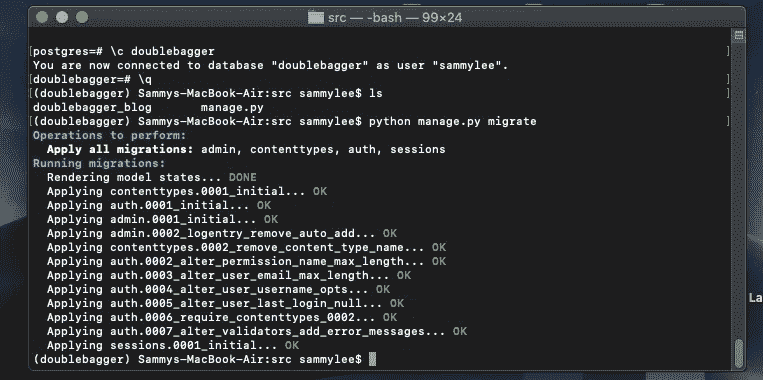 src — -bash — 99×24
[postgres=# \c doublebagger ]
You are now connected to database "doublebagger" as user "sammylee".
[doublebagger=# \q ]
[(doublebagger) Sammys-MacBook-Air:src sammylee$ ls ]
doublebagger_blog manage.py
[(doublebagger) Sammys-MacBook-Air:src sammylee$ python manage.py migrate ]
Operations to perform:
Apply all migrations: admin, contenttypes, auth, sessions
Running migrations:
Rendering model states... DONE
Applying contenttypes.0001_initial... OK
Applying auth.0001_initial... OK
Applying admin.0001_initial... OK
Applying admin.0002_logentry_remove_auto_add... OK
Applying contenttypes.0002_remove_content_type_name... OK
Applying auth.0002_alter_permission_name_max_length... OK
Applying auth.0003_alter_user_email_max_length... OK
Applying auth.0004_alter_user_username_opts... OK
Applying auth.0005_alter_user_last_login_null... OK
Applying auth.0006_require_contenttypes_0002... OK
Applying auth.0007_alter_validators_add_error_messages... OK
Applying sessions.0001_initial... OK
(doublebagger) Sammys-MacBook-Air:src sammylee$
La